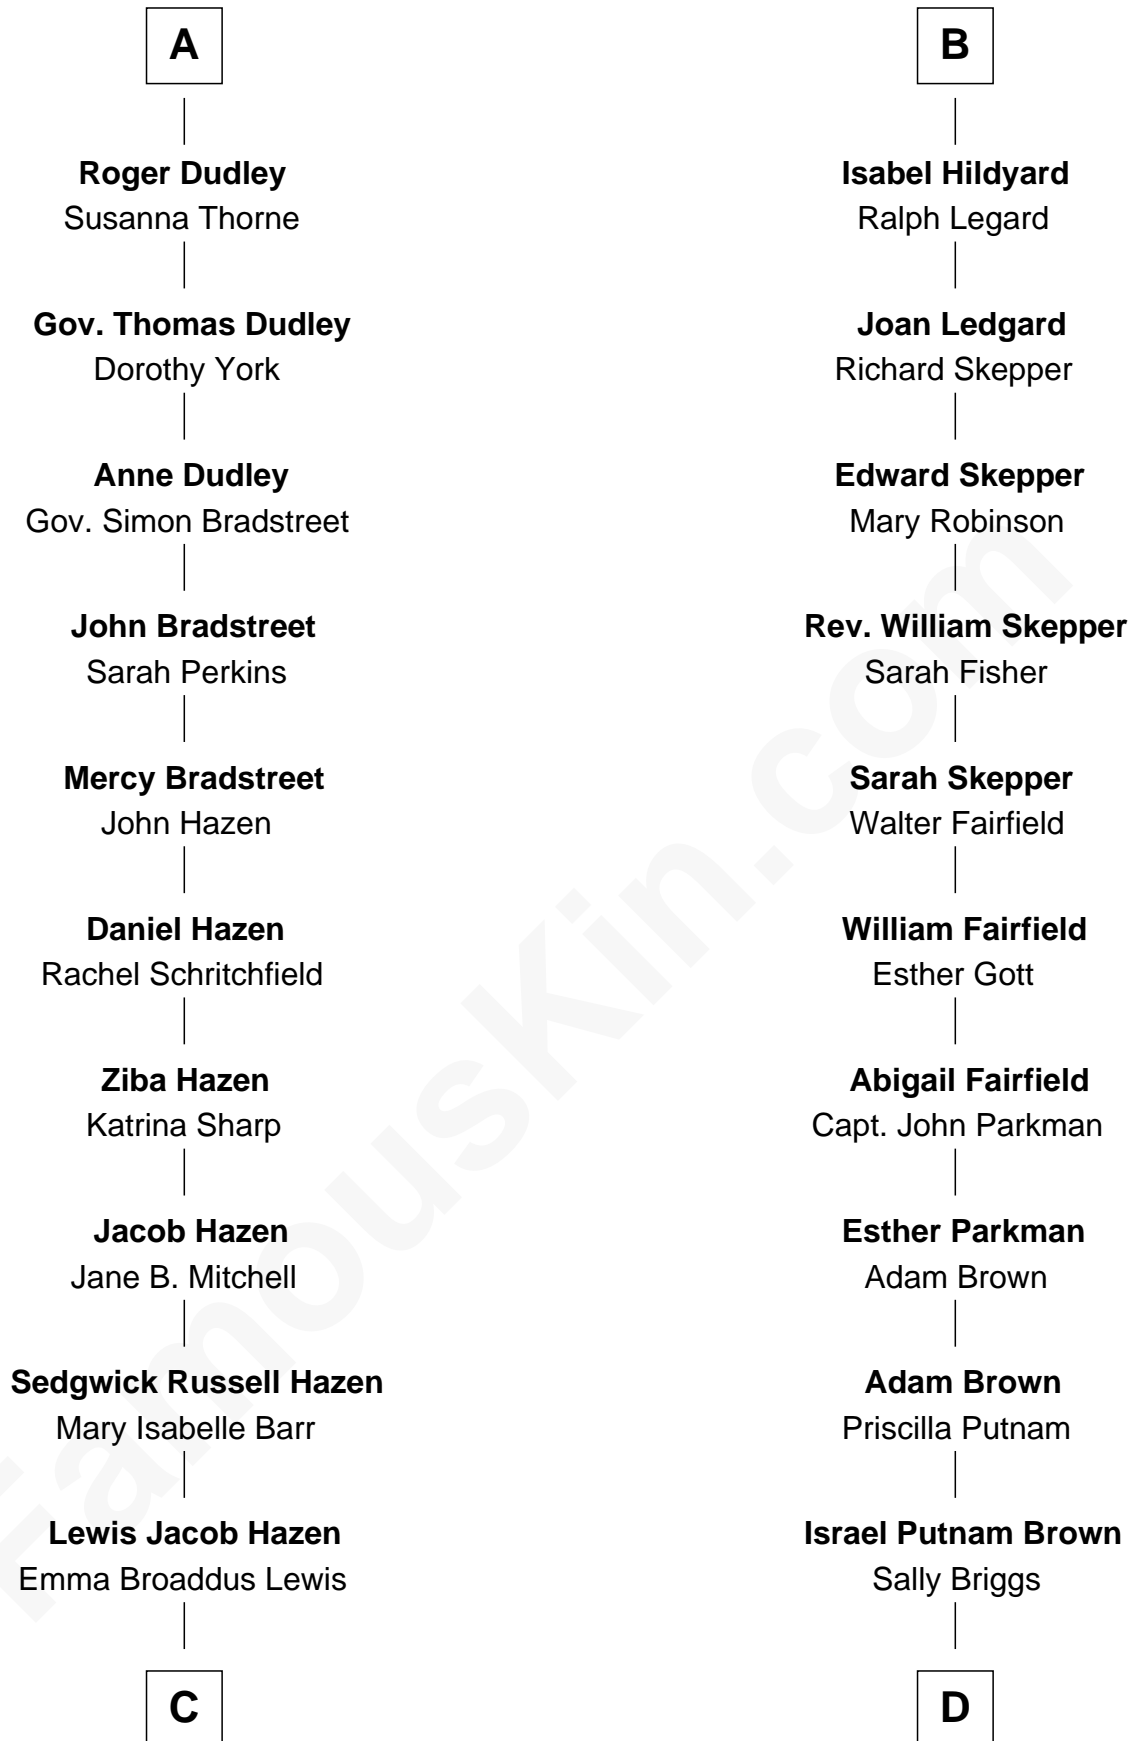 A
Roger Dudley
Susanna Thorne
Gov. Thomas Dudley
Dorothy York
Anne Dudley
Gov. Simon Bradstreet
John Bradstreet
Sarah Perkins
Mercy Bradstreet
John Hazen
Daniel Hazen
Rachel Schritchfield
Ziba Hazen
Katrina Sharp
Jacob Hazen
Jane B. Mitchell
Sedgwick Russell Hazen
Mary Isabelle Barr
Lewis Jacob Hazen
Emma Broaddus Lewis
C
B
Isabel Hildyard
Ralph Legard
Joan Ledgard
Richard Skepper
Edward Skepper
Mary Robinson
Rev. William Skepper
Sarah Fisher
Sarah Skepper
Walter Fairfield
William Fairfield
Esther Gott
Abigail Fairfield
Capt. John Parkman
Esther Parkman
Adam Brown
Adam Brown
Priscilla Putnam
Israel Putnam Brown
Sally Briggs
D
FamousKin.com